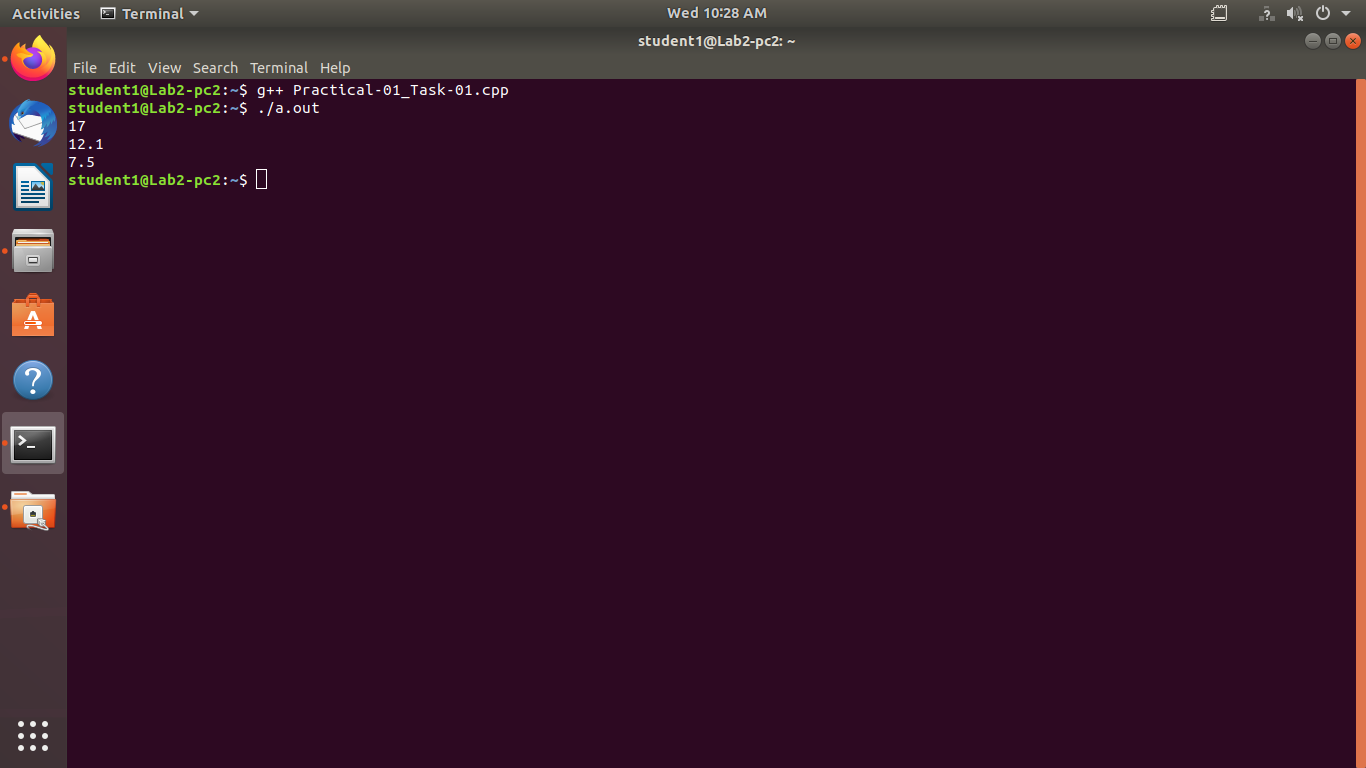 Activities Terminal Wed 10:28 AM
student1@Lab2-pc2: ~
File Edit View Search Terminal Help
student1@Lab2-pc2:~$ g++ Practical-01_Task-01.cpp
student1@Lab2-pc2:~$ ./a.out
17
12.1
7.5
student1@Lab2-pc2:~$